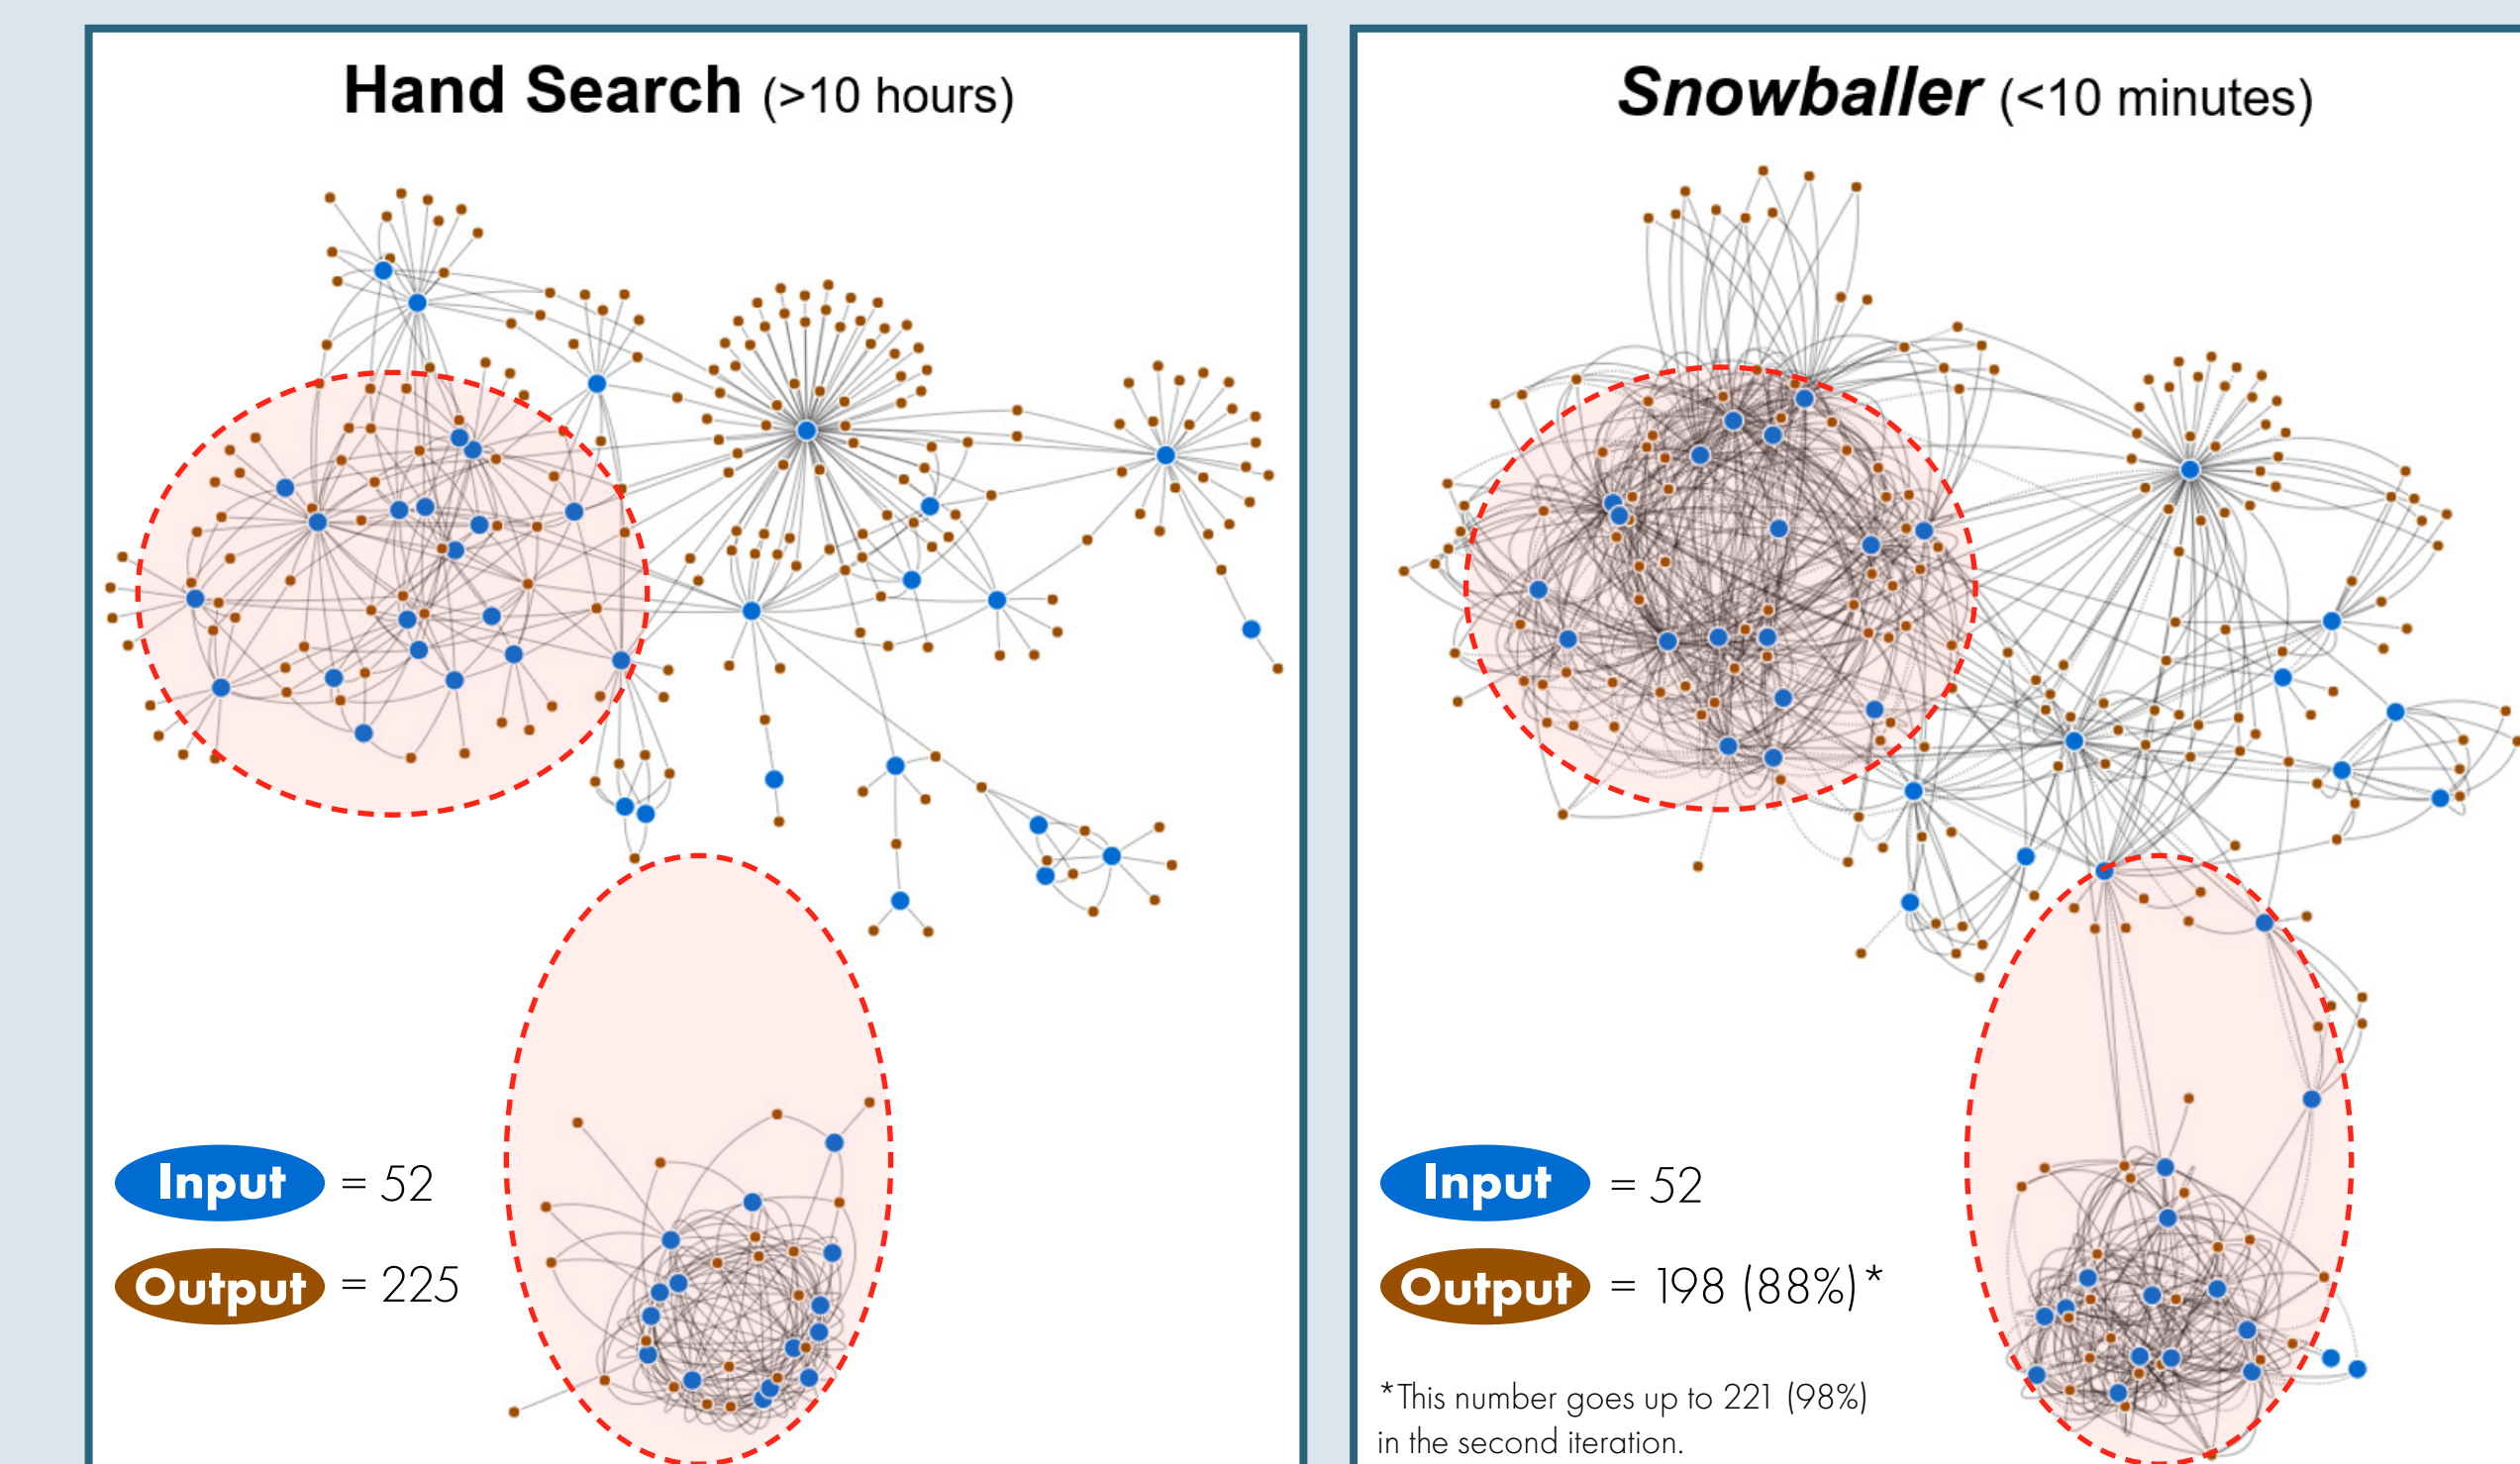 Hand Search (>10 hours)
Input = 52
Output = 225
Snowballer (<10 minutes)
Input = 52
Output = 198 (88%)*
*This number goes up to 221 (98%)
in the second iteration.